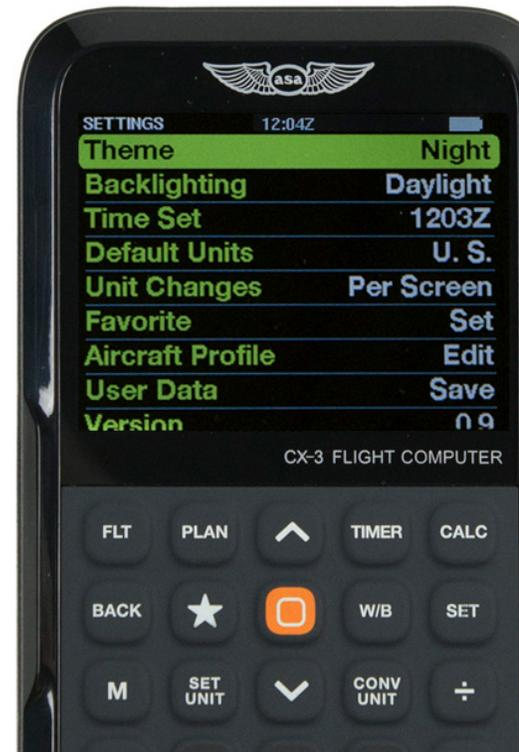 asa
SETTINGS 12:04Z
Theme Night
Backlighting Daylight
Time Set 1203Z
Default Units U. S.
Unit Changes Per Screen
Favorite Set
Aircraft Profile Edit
User Data Save
Version 0.9
CX-3 FLIGHT COMPUTER
FLT PLAN TIMER CALC
BACK W/B SET
M SET UNIT CONV UNIT ÷